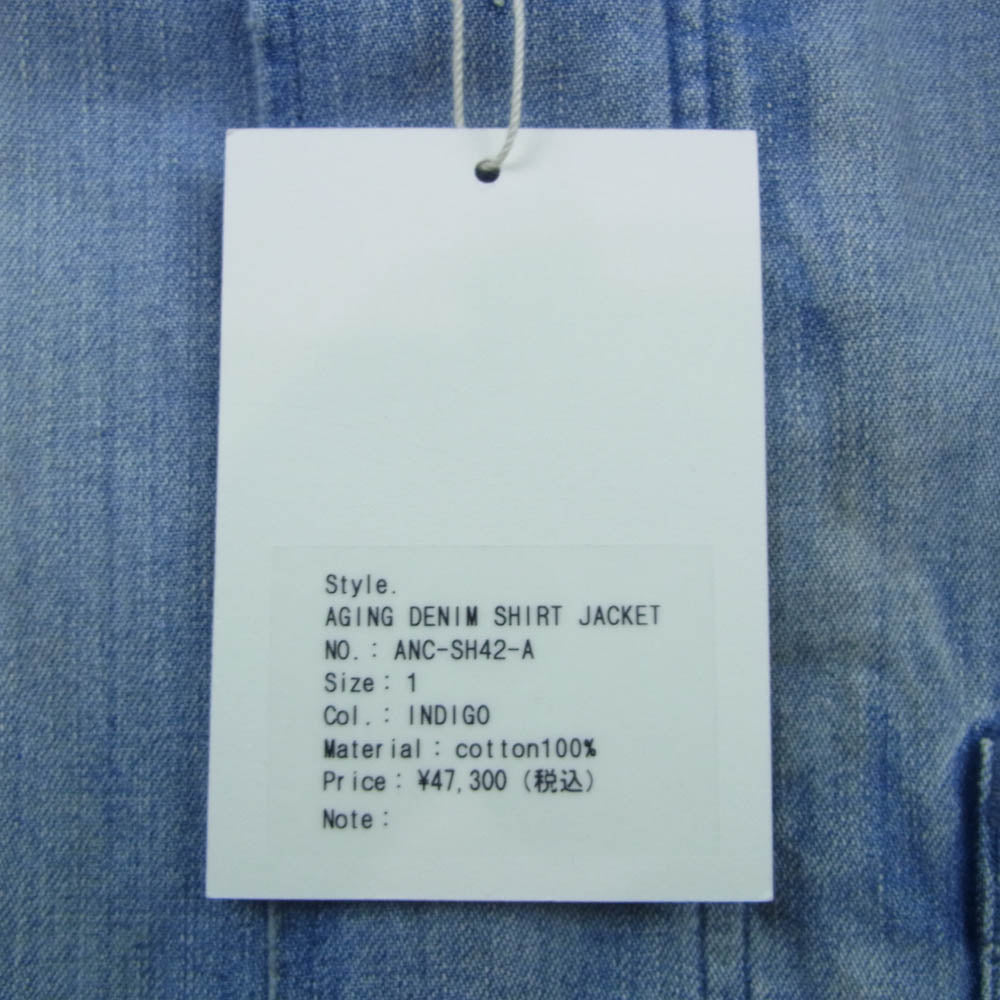 Style.
AGING DENIM SHIRT JACKET
NO.: ANC-SH42-A
Size: 1
Col.: INDIGO
Material: cotton100%
Price: ¥47,300 (税込)
Note: